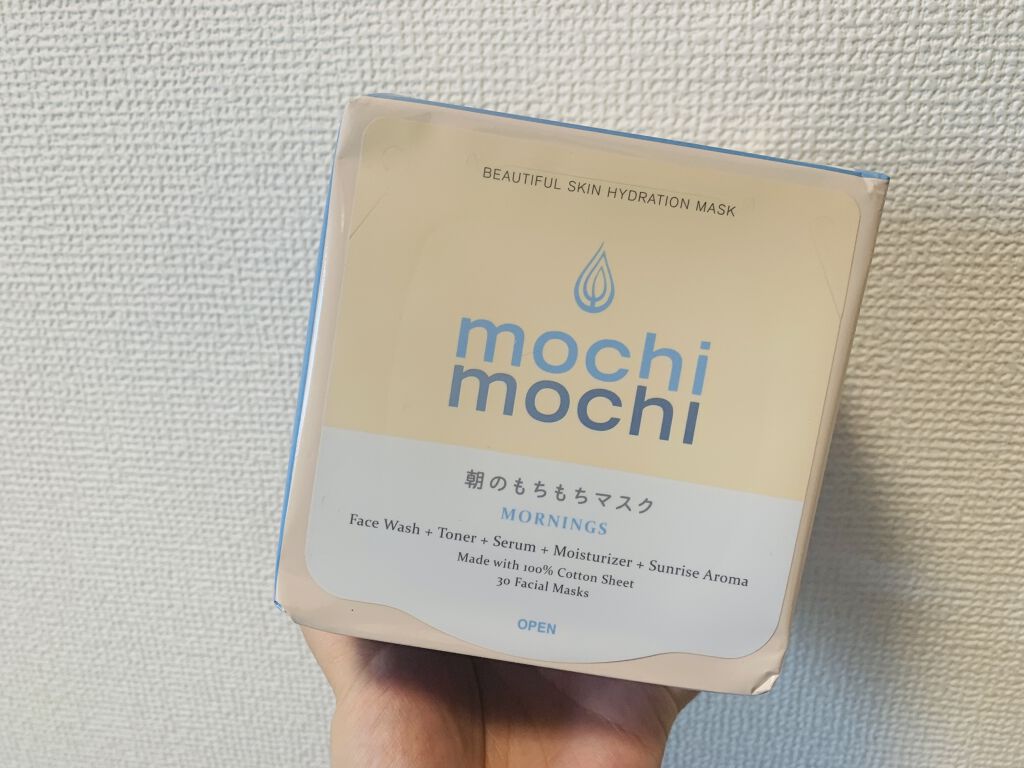 BEAUTIFUL SKIN HYDRATION MASK
mochi
mochi
朝のもちもちマスク
MORNINGS
Face Wash + Toner + Serum + Moisturizer + Sunrise Aroma
Made with 100% Cotton Sheet
30 Facial Masks
OPEN